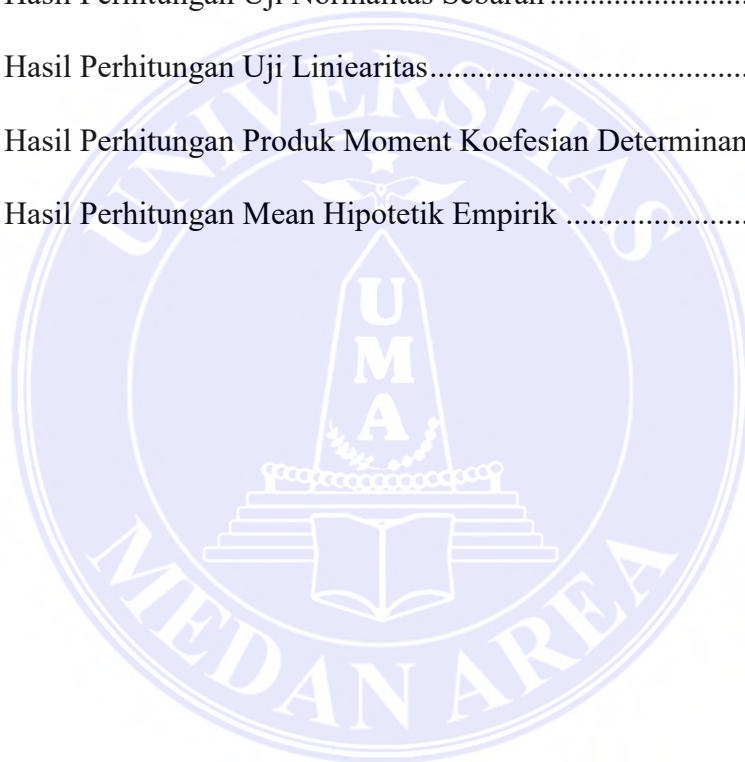 Hasil Perhitungan Uji Normalitas Sebaran..........................
Hasil Perhitungan Uji Liniearitas.........................................
Hasil Perhitungan Produk Moment Koefesian Determinan
Hasil Perhitungan Mean Hipotetik Empirik ........................
UNIVERSITAS
U
M
A
MEDAN AREA